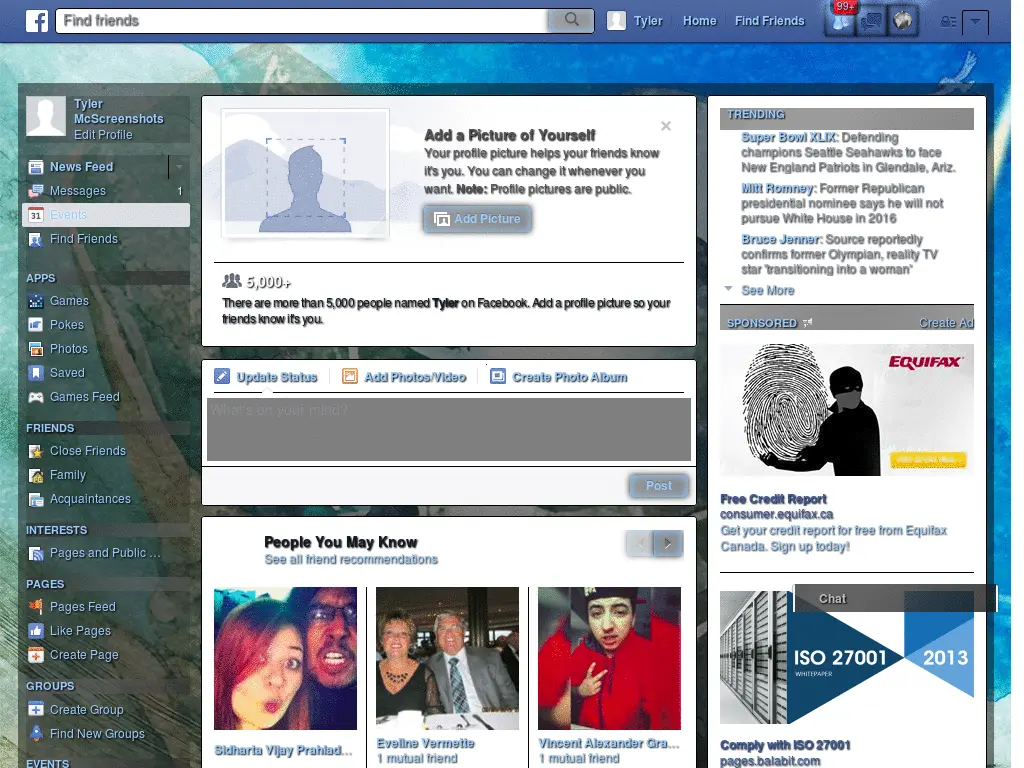 Find friends
Tyler
Home
Find Friends
99+
Tyler
McScreenshots
Edit Profile
News Feed
Messages
1
31
Events
Find Friends
APPS
Games
Pokes
Photos
Saved
Games Feed
FRIENDS
Close Friends
Family
Acquaintances
INTERESTS
Pages and Public ...
PAGES
Pages Feed
Like Pages
Create Page
GROUPS
Create Group
Find New Groups
EVENTS
Add a Picture of Yourself
Your profile picture helps your friends know
it's you. You can change it whenever you
want. Note: Profile pictures are public.
Add Picture
5,000+
There are more than 5,000 people named Tyler on Facebook. Add a profile picture so your
friends know it's you.
Update Status
Add Photos/Video
Create Photo Album
What's on your mind?
Post
People You May Know
See all friend recommendations
Sidharta Vijay Prahlad...
Eveline Vermette
1 mutual friend
Vincent Alexander Gra...
1 mutual friend
TRENDING
Super Bowl XLIX: Defending
champions Seattle Seahawks to face
New England Patriots in Glendale, Ariz.
Mitt Romney: Former Republican
presidential nominee says he will not
pursue White House in 2016
Bruce Jenner: Source reportedly
confirms former Olympian, reality TV
star 'transitioning into a woman'
See More
SPONSORED
Create Ad
EQUIFAX
Free Credit Report
consumer.equifax.ca
Get your credit report for free from Equifax
Canada. Sign up today!
Chat
ISO 27001
2013
WHITEPAPER
Comply with ISO 27001
pages.balabit.com